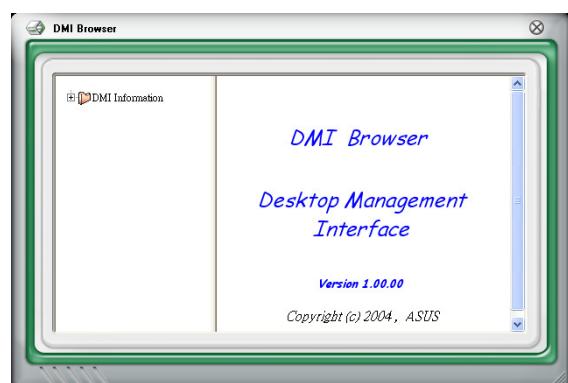 DMI Browser
DMI Information
DMI Browser
Desktop Management
Interface
Version 1.00.00
Copyright (c) 2004, ASUS